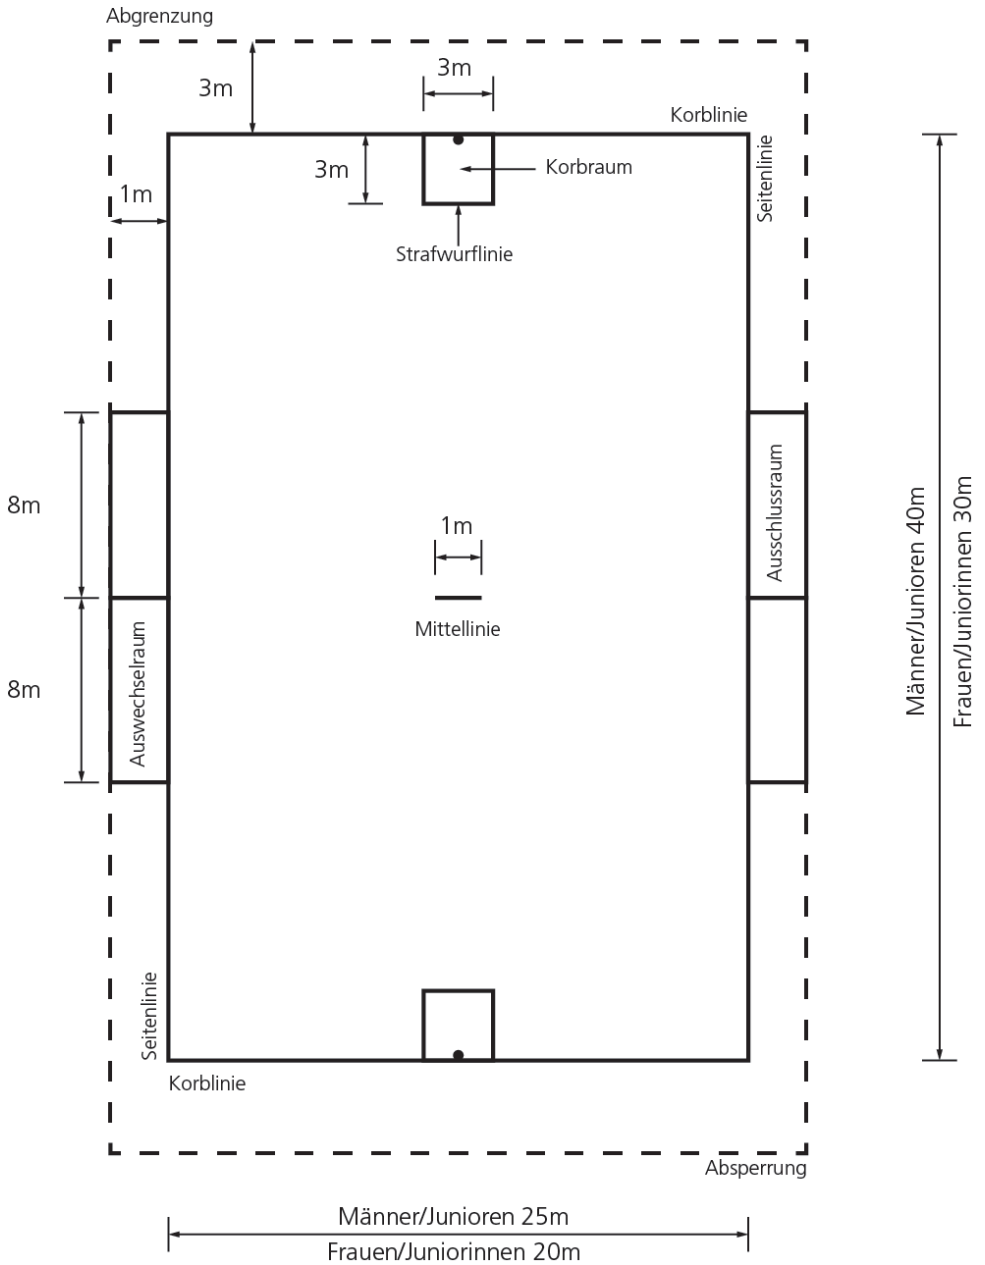 Abgrenzung
3m
3m
Korblinie
Seitenlinie
3m
Korbraum
1m
Strafwurflinie
8m
1m
Ausschlussraum
Männer/Junioren 40m
Frauen/Juniorinnen 30m
Mittellinie
8m
Auswechselraum
Seitenlinie
Korblinie
Absperrung
Männer/Junioren 25m
Frauen/Juniorinnen 20m